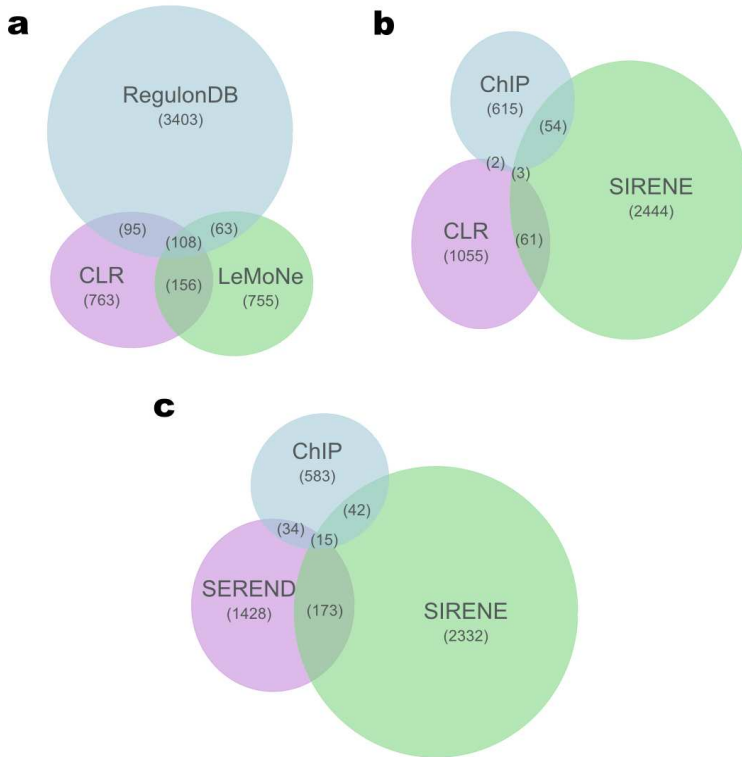 a
RegulonDB
(3403)
(95)
(108)
(63)
CLR
(763)
(156)
LeMoNe
(755)
b
ChIP
(615)
(54)
(2)
(3)
SIRENE
(2444)
CLR
(1055)
(61)
c
ChIP
(583)
(42)
(34)
(15)
SEREND
(1428)
(173)
SIRENE
(2332)